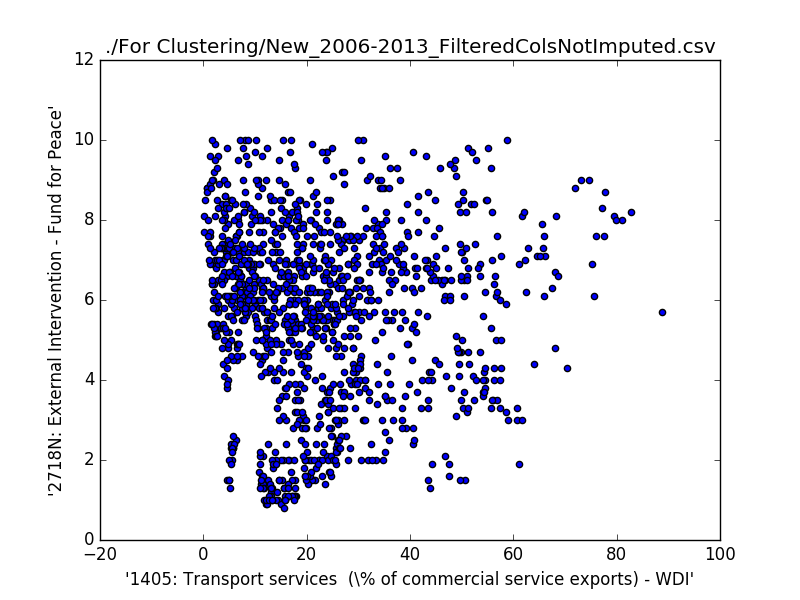 ./For Clustering/New_2006-2013_FilteredColsNotImputed.csv
12
10
8
6
4
2
0
'2718N: External Intervention - Fund for Peace'
−20 0 20 40 60 80 100
'1405: Transport services  (\% of commercial service exports) - WDI'